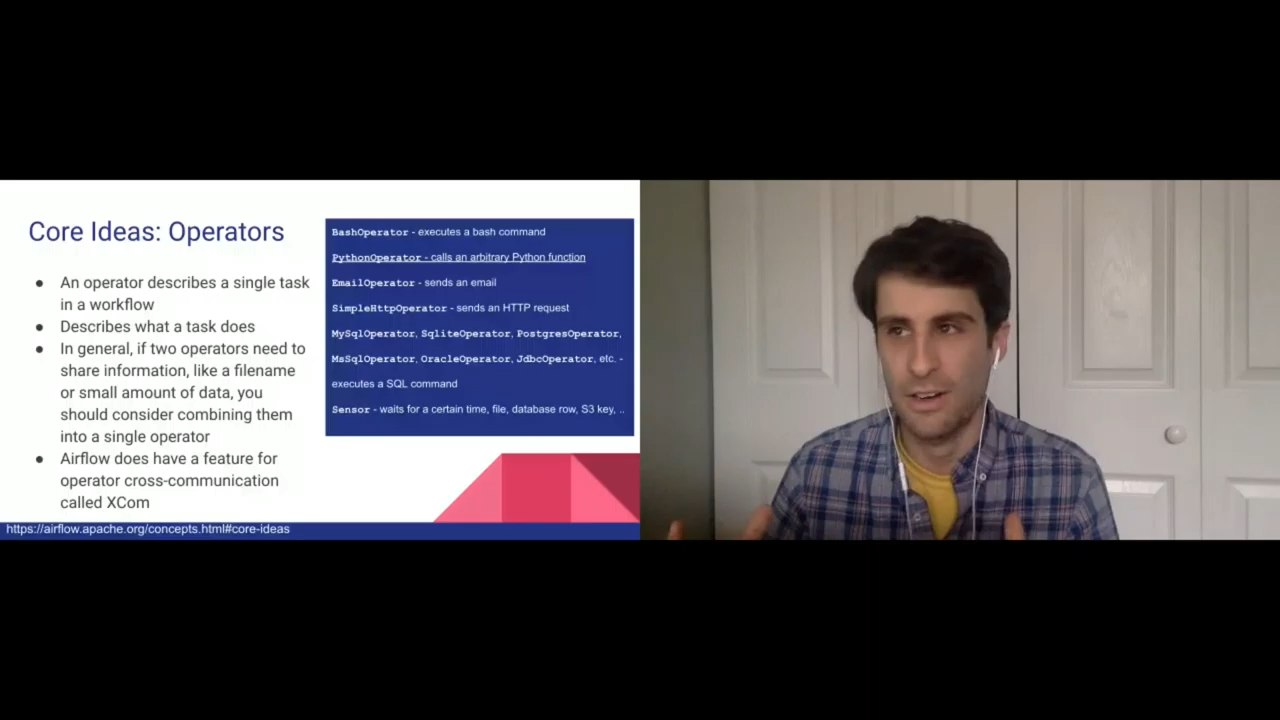 Core Ideas: Operators
● An operator describes a single task
in a workflow
● Describes what a task does
● In general, if two operators need to
share information, like a filename
or small amount of data, you
should consider combining them
into a single operator
● Airflow does have a feature for
operator cross-communication
called XCom
BashOperator - executes a bash command
PythonOperator - calls an arbitrary Python function
EmailOperator - sends an email
SimpleHttpOperator - sends an HTTP request
MySqlOperator, SqliteOperator, PostgresOperator,
MsSqlOperator, OracleOperator, JdbcOperator, etc. -
executes a SQL command
Sensor - waits for a certain time, file, database row, S3 key, ..
https://airflow.apache.org/concepts.html#core-ideas